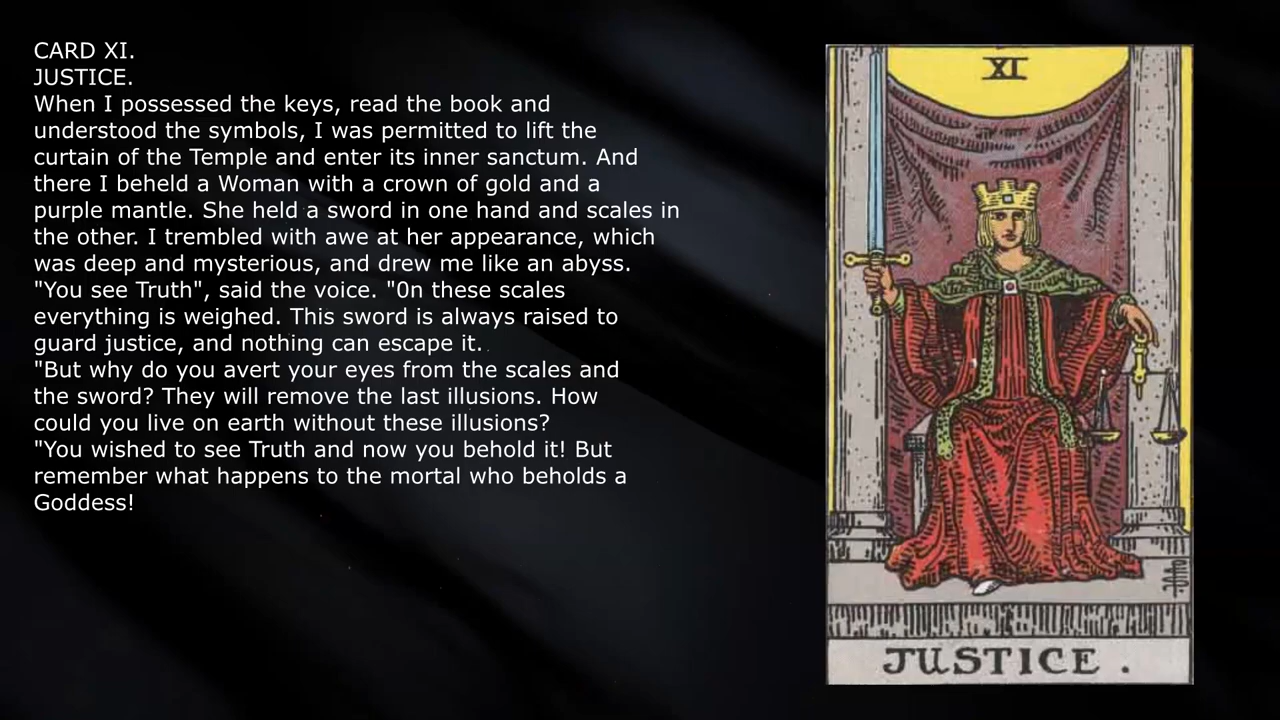 CARD XI.
JUSTICE.
When I possessed the keys, read the book and
understood the symbols, I was permitted to lift the
curtain of the Temple and enter its inner sanctum. And
there I beheld a Woman with a crown of gold and a
purple mantle. She held a sword in one hand and scales in
the other. I trembled with awe at her appearance, which
was deep and mysterious, and drew me like an abyss.
"You see Truth", said the voice. "0n these scales
everything is weighed. This sword is always raised to
guard justice, and nothing can escape it.
"But why do you avert your eyes from the scales and
the sword? They will remove the last illusions. How
could you live on earth without these illusions?
"You wished to see Truth and now you behold it! But
remember what happens to the mortal who beholds a
Goddess!
XI
JUSTICE .